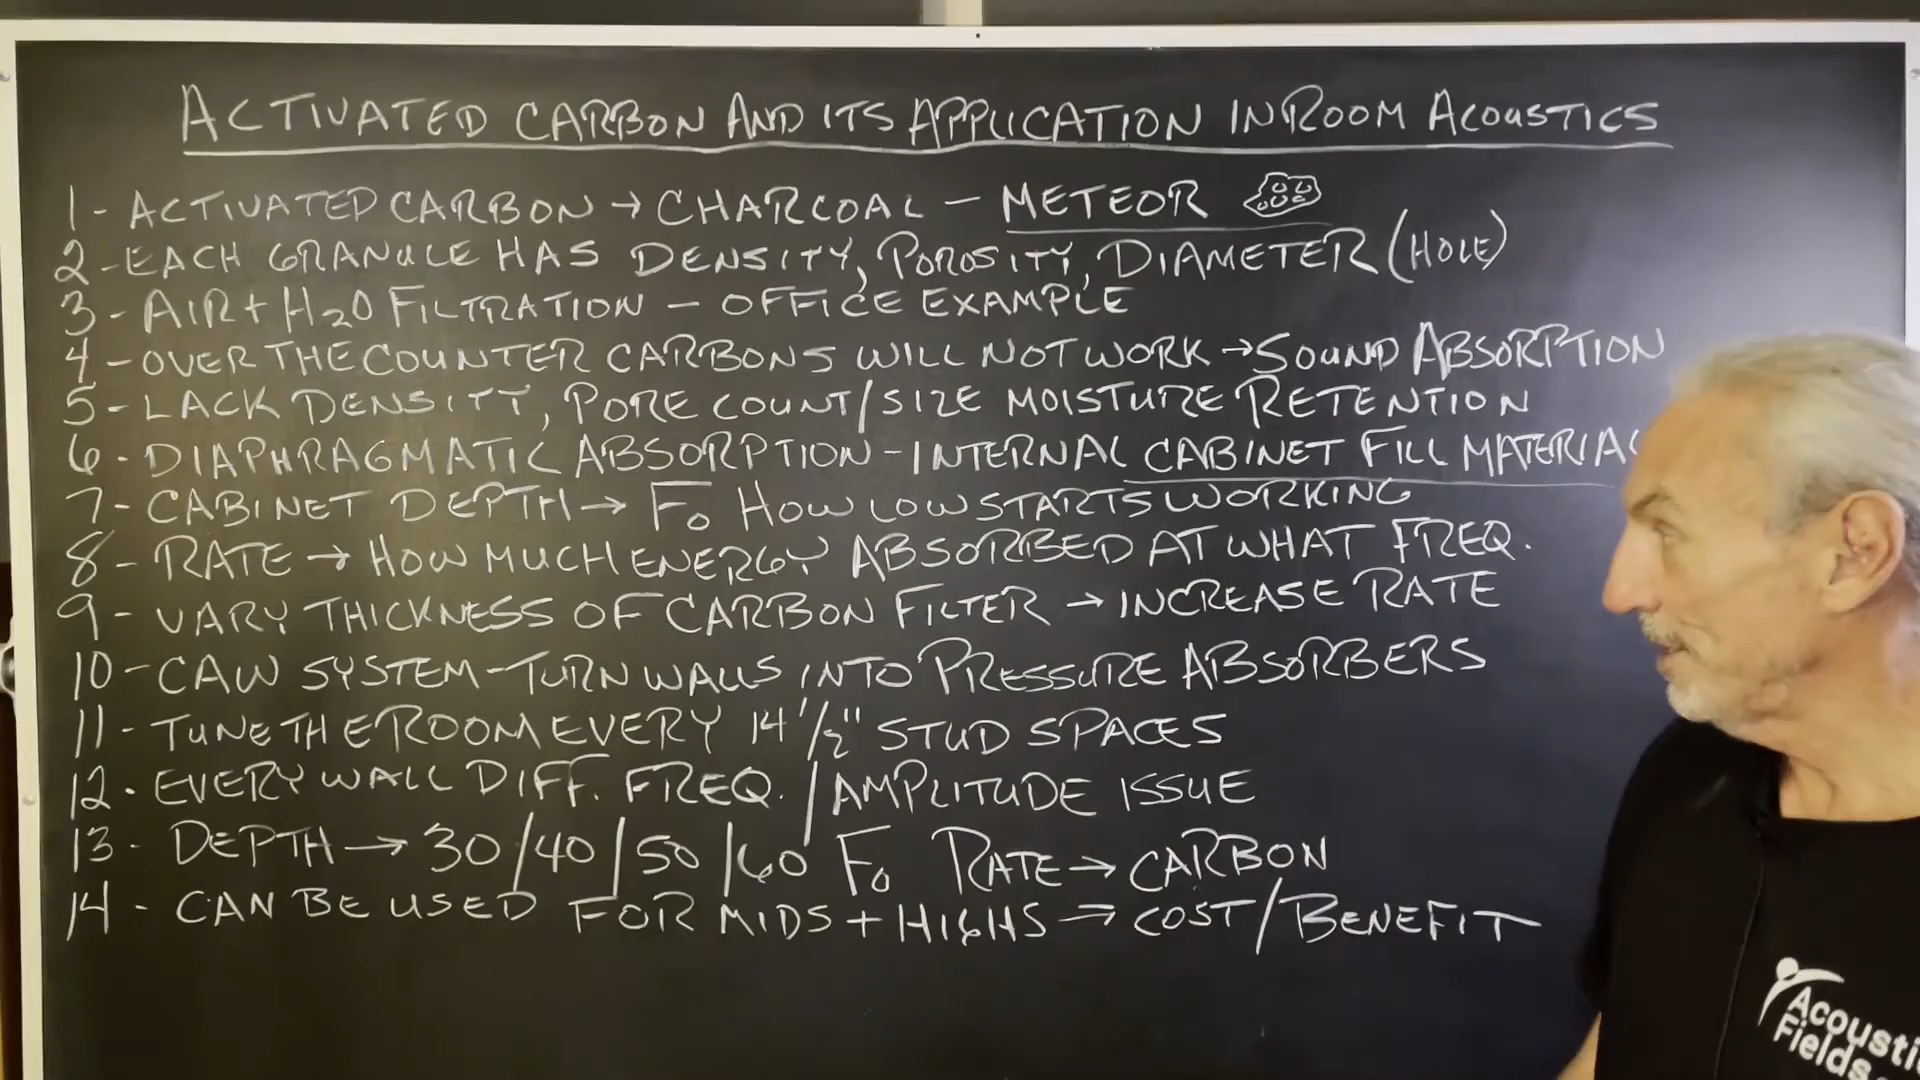 ACTIVATED CARBON AND ITS APPLICATION IN ROOM ACOUSTICS
1 - ACTIVATED CARBON → CHARCOAL - METEOR
2 - EACH GRANULE HAS DENSITY, POROSITY, DIAMETER (HOLE)
3 - AIR + H2O FILTRATION - OFFICE EXAMPLE
4 - OVER THE COUNTER CARBONS WILL NOT WORK → SOUND ABSORPTION
5 - LACK DENSITY, PORE COUNT/SIZE MOISTURE RETENTION
6 - DIAPHRAGMATIC ABSORPTION - INTERNAL CABINET FILL MATERIAL
7 - CABINET DEPTH → Fo HOW LOW STARTS WORKING
8 - RATE → HOW MUCH ENERGY ABSORBED AT WHAT FREQ.
9 - VARY THICKNESS OF CARBON FILTER → INCREASE RATE
10 - CAW SYSTEM - TURN WALLS INTO PRESSURE ABSORBERS
11 - TUNE THE ROOM EVERY 14 1/2" STUD SPACES
12. EVERY WALL DIFF. FREQ. / AMPLITUDE ISSUE
13 - DEPTH → 30/40/50/60 Fo RATE → CARBON
14 - CAN BE USED FOR MIDS + HIGHS → COST/BENEFIT
Acousti
Fields